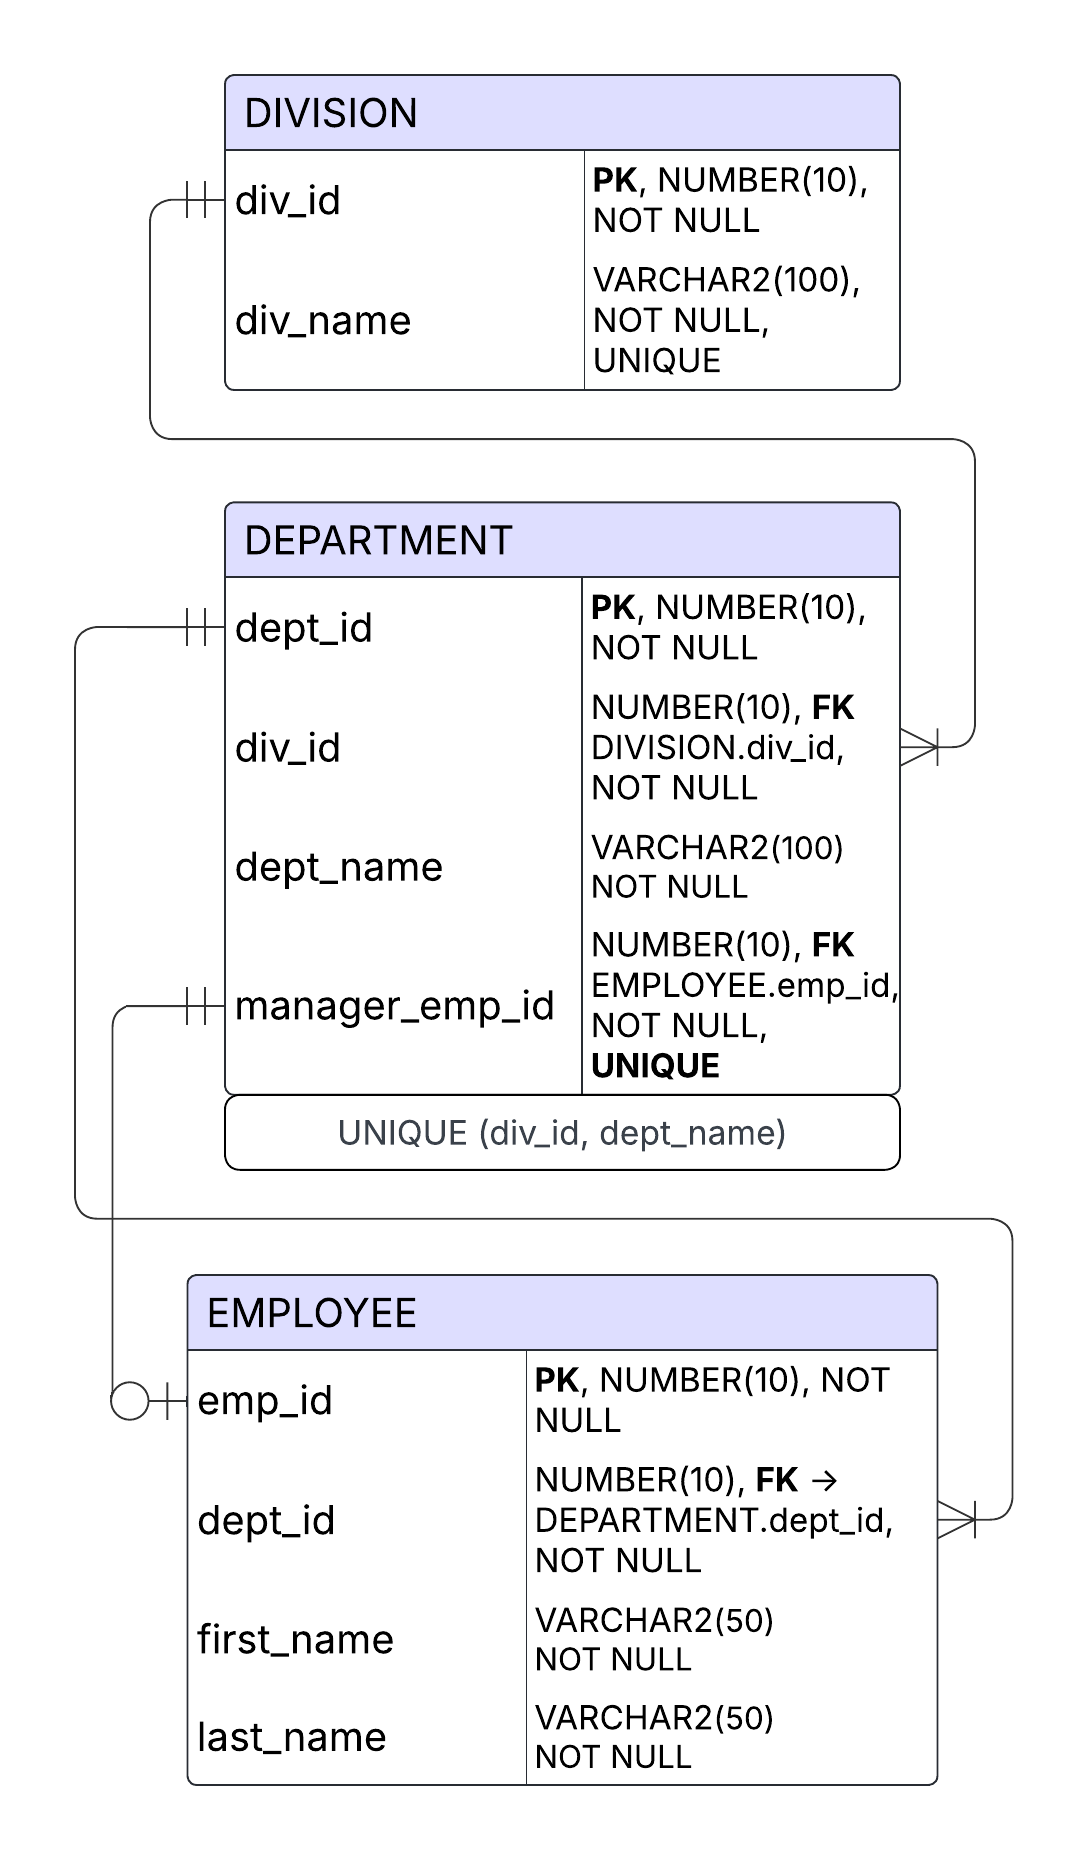 DIVISION
div_id
PK, NUMBER(10),
NOT NULL
div_name
VARCHAR2(100),
NOT NULL,
UNIQUE
DEPARTMENT
dept_id
PK, NUMBER(10),
NOT NULL
div_id
NUMBER(10), FK
DIVISION.div_id,
NOT NULL
dept_name
VARCHAR2(100)
NOT NULL
manager_emp_id
NUMBER(10), FK
EMPLOYEE.emp_id,
NOT NULL,
UNIQUE
UNIQUE (div_id, dept_name)
EMPLOYEE
emp_id
PK, NUMBER(10), NOT
NULL
dept_id
NUMBER(10), FK →
DEPARTMENT.dept_id,
NOT NULL
first_name
VARCHAR2(50)
NOT NULL
last_name
VARCHAR2(50)
NOT NULL